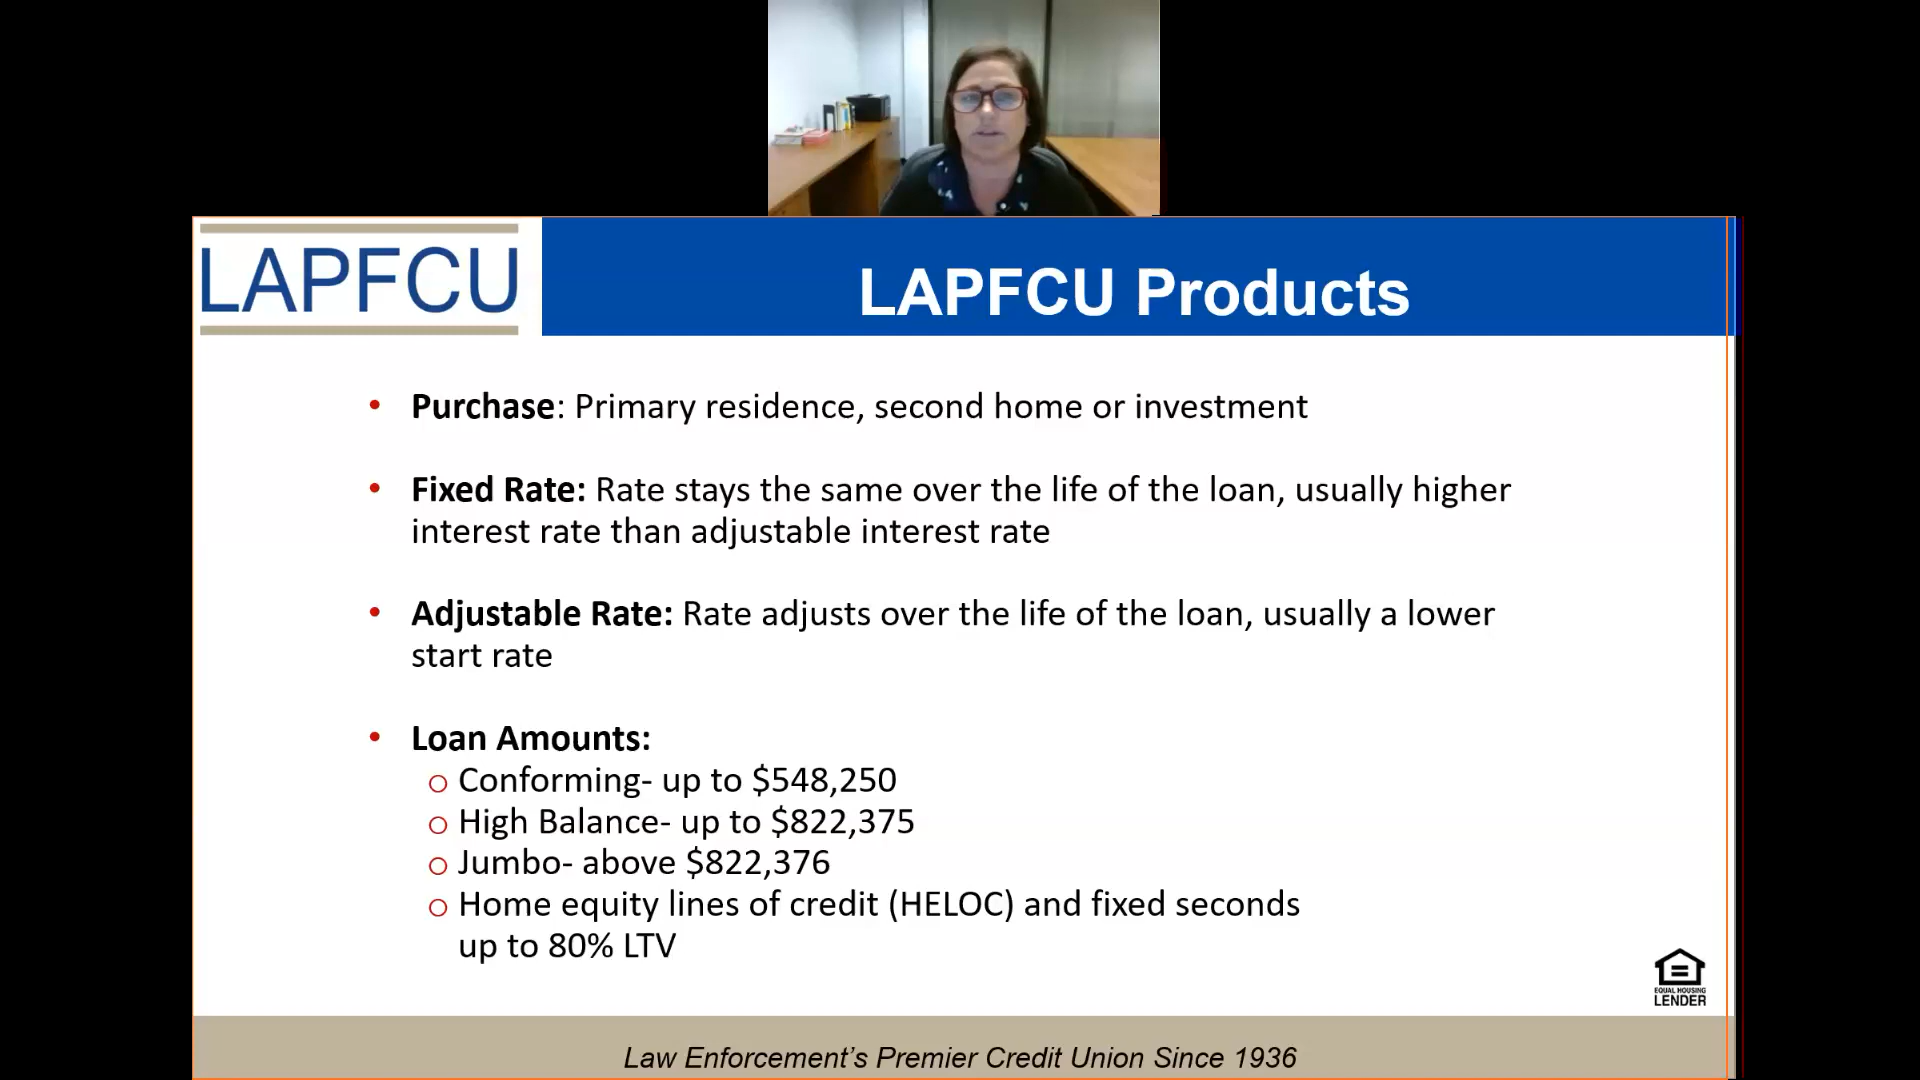 LAPFCU
LAPFCU Products
• Purchase: Primary residence, second home or investment
• Fixed Rate: Rate stays the same over the life of the loan, usually higher
interest rate than adjustable interest rate
• Adjustable Rate: Rate adjusts over the life of the loan, usually a lower
start rate
• Loan Amounts:
o Conforming- up to $548,250
o High Balance- up to $822,375
o Jumbo- above $822,376
o Home equity lines of credit (HELOC) and fixed seconds
up to 80% LTV
EQUAL HOUSING
LENDER
Law Enforcement's Premier Credit Union Since 1936